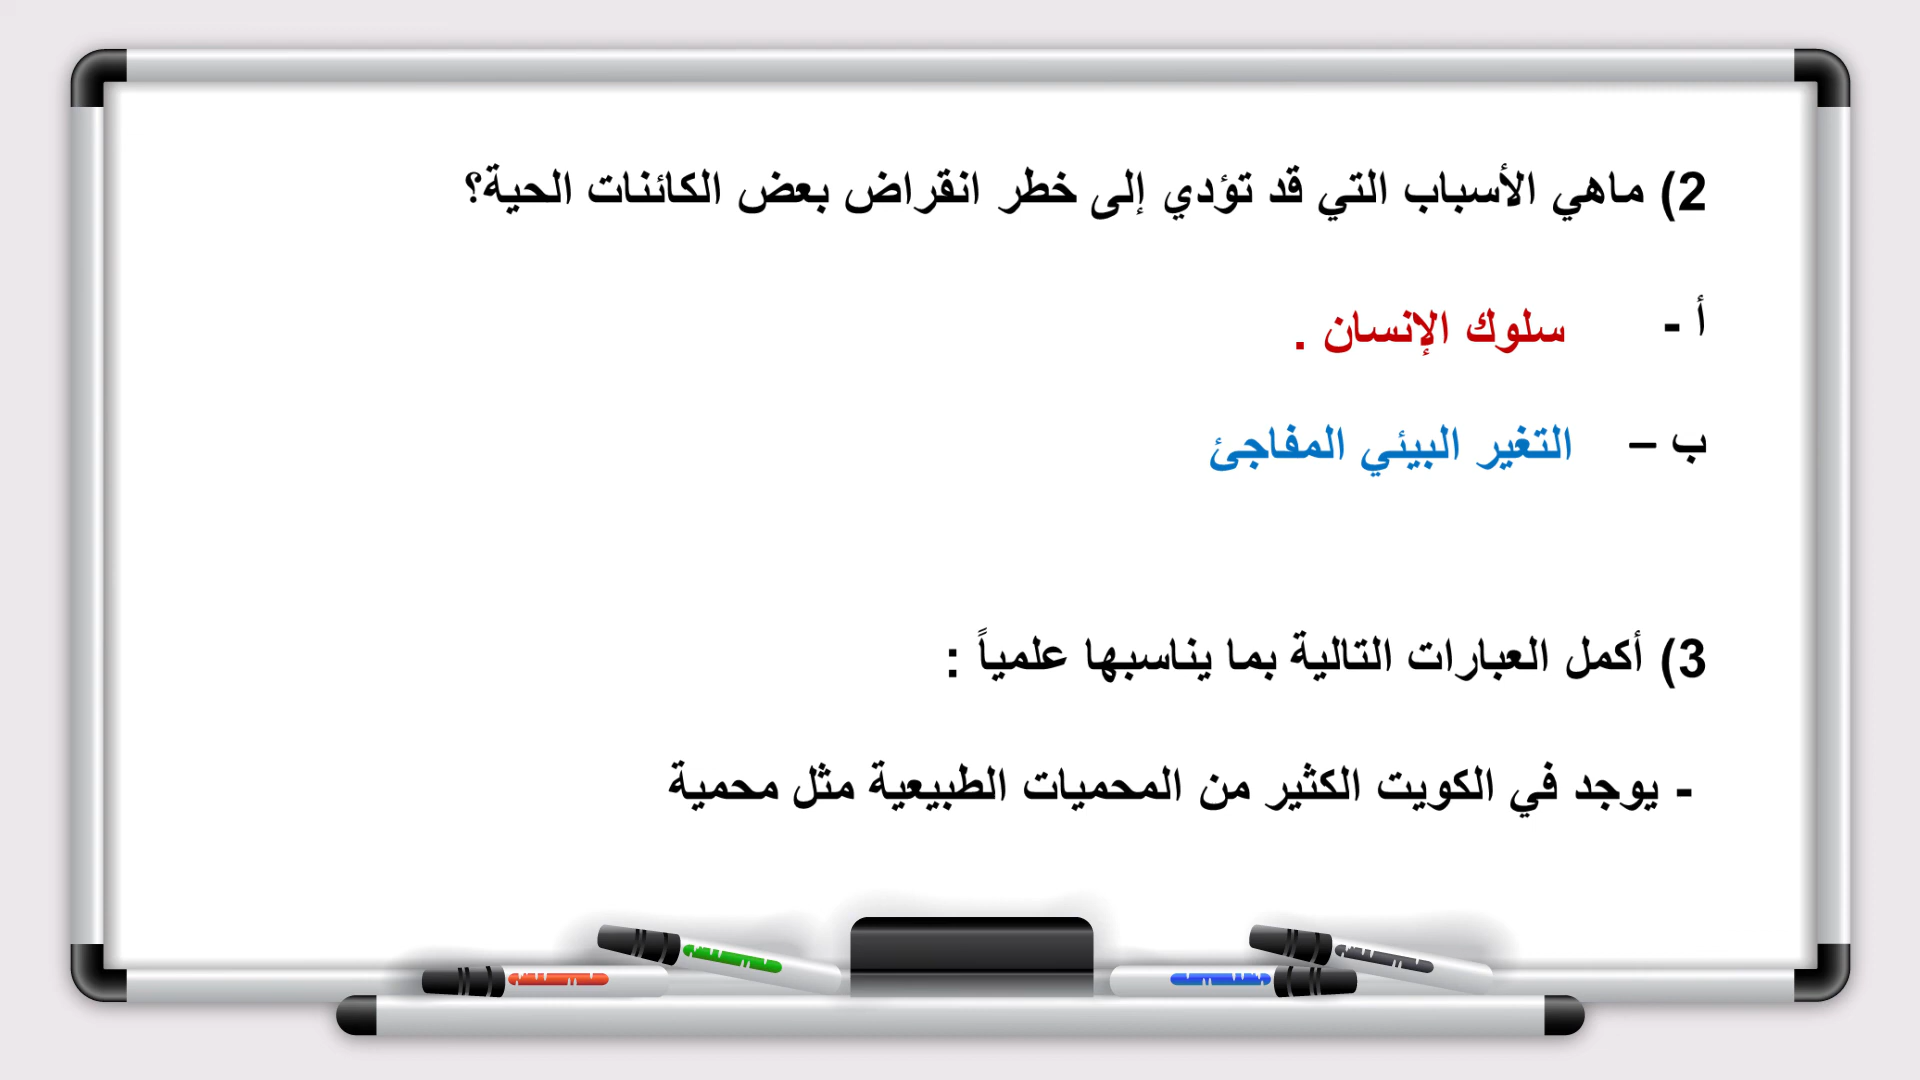 2) ماهي الأسباب التي قد تؤدي إلى خطر انقراض بعض الكائنات الحية؟
أ - سلوك الإنسان .
ب – التغير البيئي المفاجئ
3) أكمل العبارات التالية بما يناسبها علمياً :
- يوجد في الكويت الكثير من المحميات الطبيعية مثل محمية